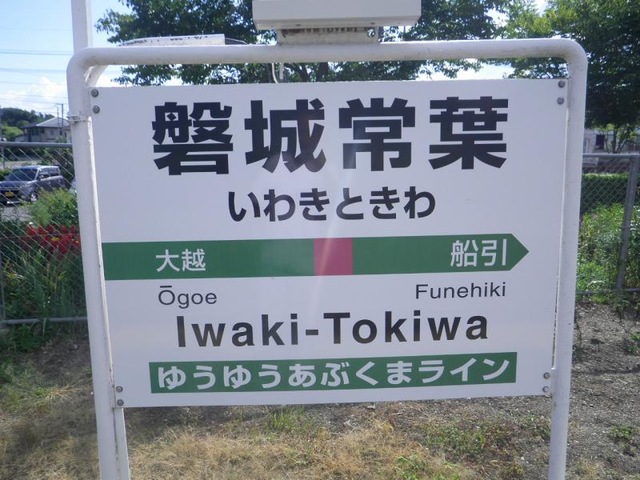 磐城常葉
いわきときわ
大越 船引
Ōgoe Funehiki
Iwaki-Tokiwa
ゆうゆうあぶくまライン